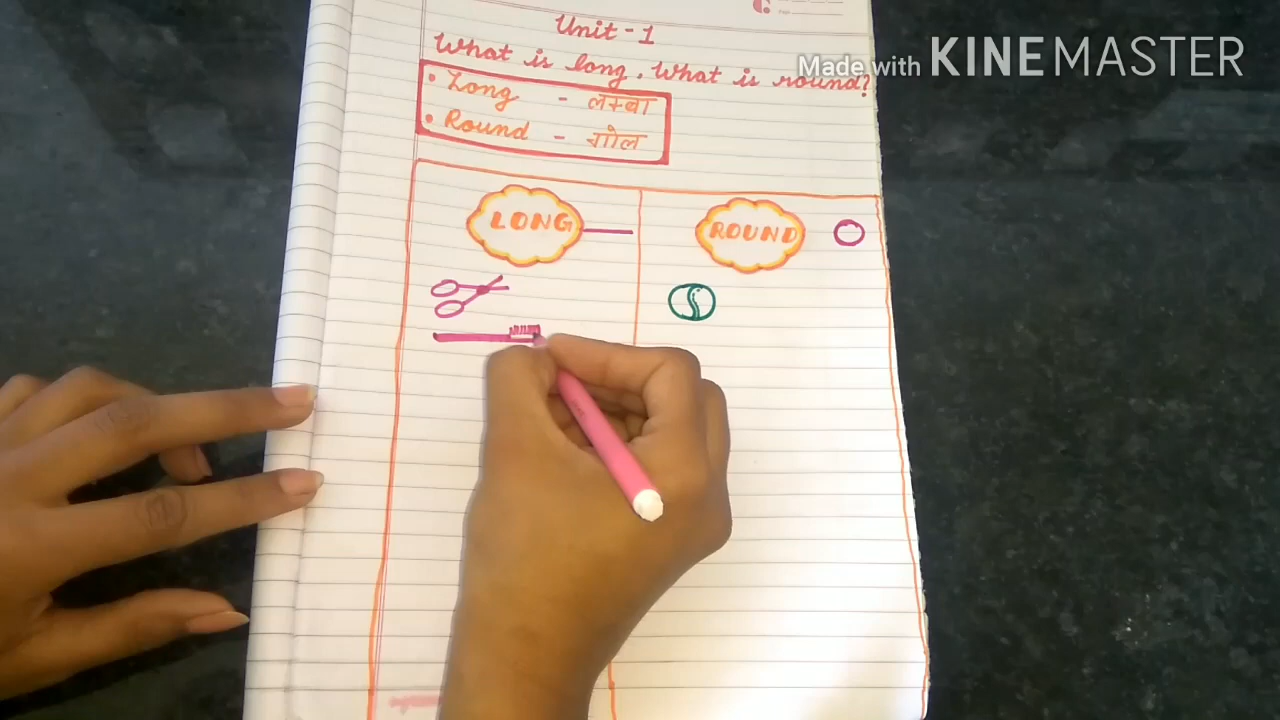 Unit - 1
What is long, What is round?
Made with KINEMASTER
• Long - लम्बा
• Round - गोल
LONG
ROUND